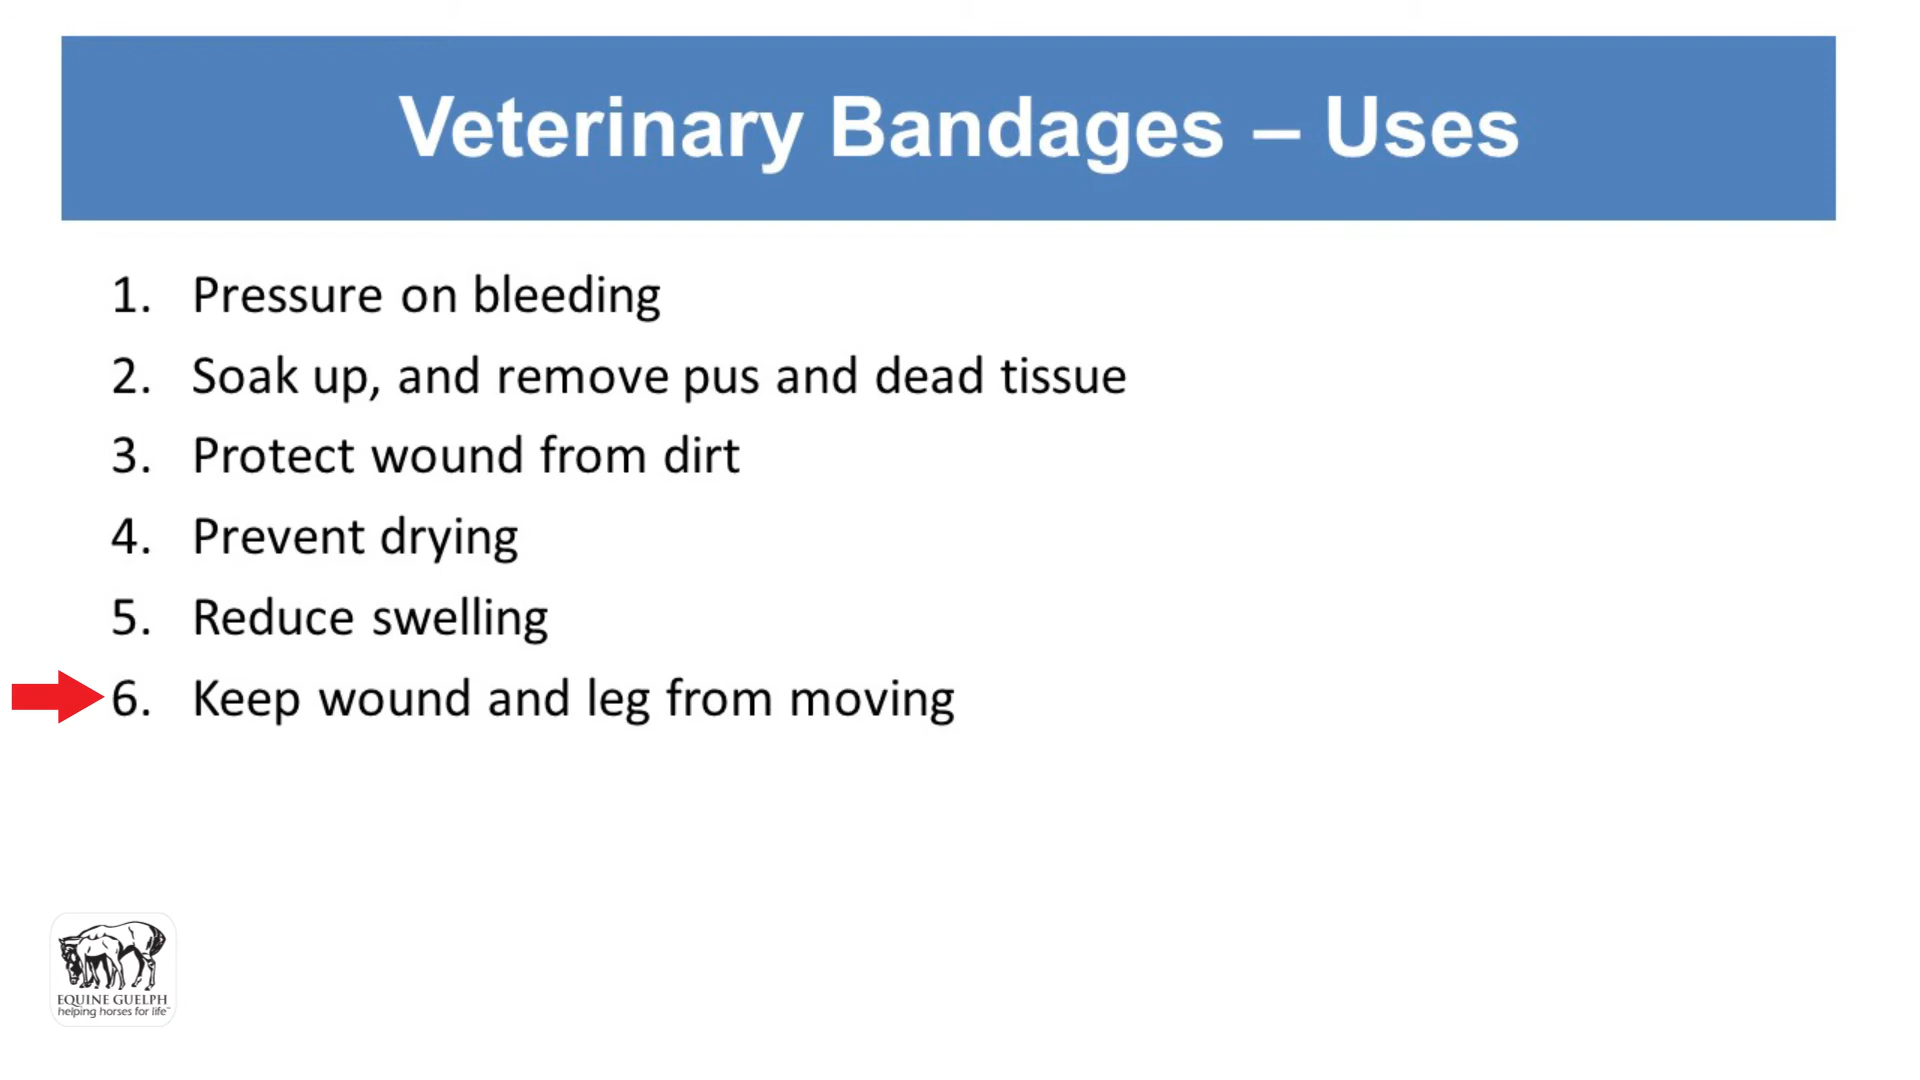 Veterinary Bandages – Uses
1. Pressure on bleeding
2. Soak up, and remove pus and dead tissue
3. Protect wound from dirt
4. Prevent drying
5. Reduce swelling
6. Keep wound and leg from moving
EQUINE GUELPH
helping horses for life™